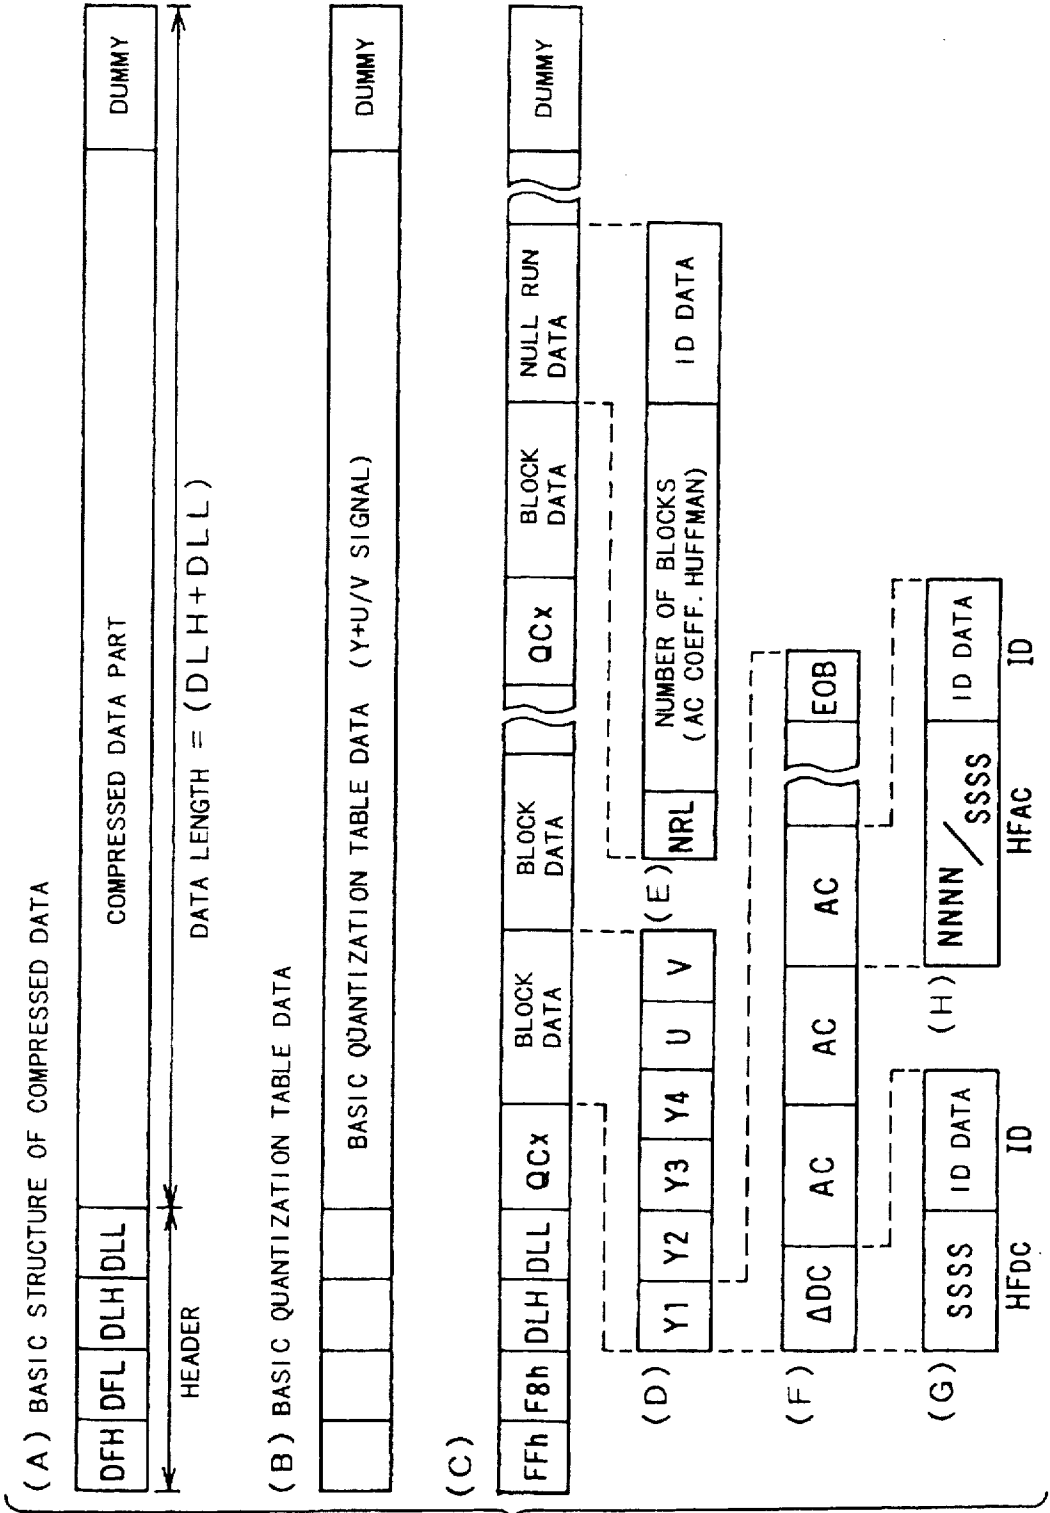 (A) BASIC STRUCTURE OF COMPRESSED DATA
DFH DFL DLH DLL COMPRESSED DATA PART DUMMY
HEADER DATA LENGTH = (DLH+DLL)
(B) BASIC QUANTIZATION TABLE DATA
BASIC QUANTIZATION TABLE DATA (Y+U/V SIGNAL) DUMMY
(C)
FFh F8h DLH DLL QCx BLOCK DATA BLOCK DATA QCx BLOCK DATA NULL RUN DATA DUMMY
(D) Y1 Y2 Y3 Y4 U V
(E) NRL NUMBER OF BLOCKS (AC COEFF. HUFFMAN) ID DATA
(F) ΔDC AC AC AC EOB
(G) SSSS ID DATA
HFDC ID
(H) NNNN/SSSS ID DATA
HFAC ID